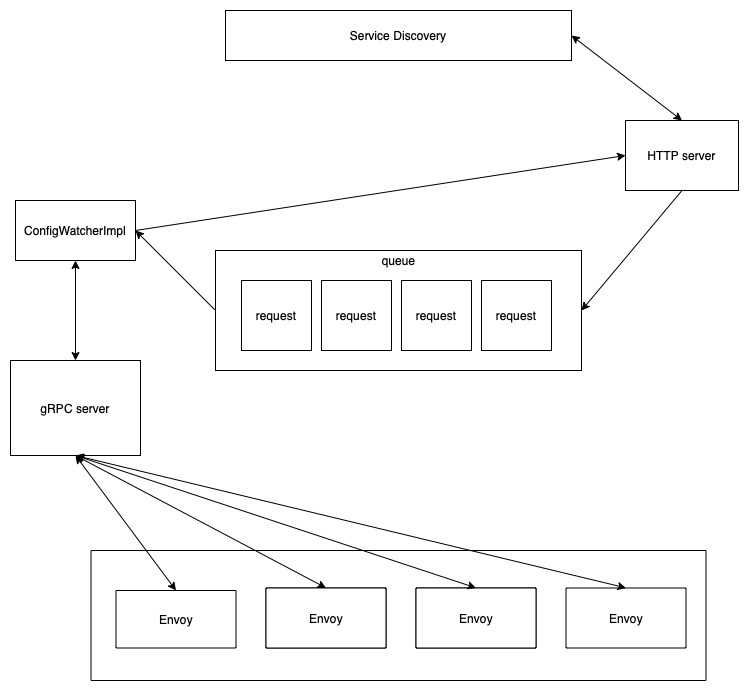 Service Discovery
HTTP server
ConfigWatcherImpl
queue
request
request
request
request
gRPC server
Envoy
Envoy
Envoy
Envoy